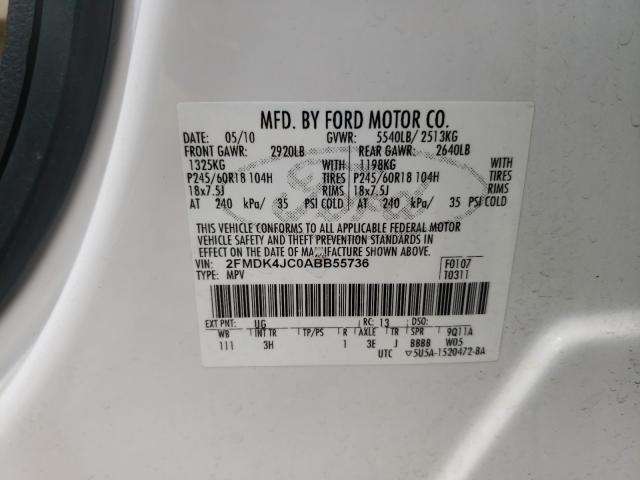 MFD. BY FORD MOTOR CO.
DATE: 05/10 GVWR: 5540LB/ 2513KG
FRONT GAWR: 2920LB REAR GAWR: 2640LB
1325KG WITH 1198KG WITH
P245/60R18 104H TIRES P245/60R18 104H TIRES
18x7.5J RIMS 18x7.5J RIMS
AT 240 kPa/ 35 PSI COLD AT 240 kPa/ 35 PSI COLD
THIS VEHICLE CONFORMS TO ALL APPLICABLE FEDERAL MOTOR
VEHICLE SAFETY AND THEFT PREVENTION STANDARDS IN
EFFECT ON THE DATE OF MANUFACTURE SHOWN ABOVE.
VIN: 2FMDK4JC0ABB55736 F0107
TYPE: MPV T0311
EXT PNT: UG RC: 13 DSO:
WB INT TR TP/PS R AXLE TR SPR 9Q11A
111 3H 1 3E J BBBB W05
UTC ▽5U5A-1520472-BA
Ford